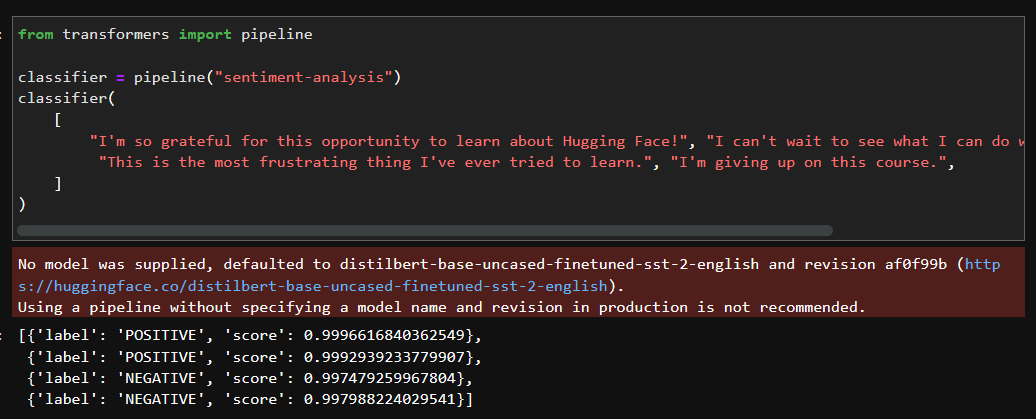 from transformers import pipeline
classifier = pipeline("sentiment-analysis")
classifier(
[
"I'm so grateful for this opportunity to learn about Hugging Face!", "I can't wait to see what I can do
"This is the most frustrating thing I've ever tried to learn.", "I'm giving up on this course.",
]
)
No model was supplied, defaulted to distilbert-base-uncased-finetuned-sst-2-english and revision af0f99b (http
s://huggingface.co/distilbert-base-uncased-finetuned-sst-2-english).
Using a pipeline without specifying a model name and revision in production is not recommended.
[{'label': 'POSITIVE', 'score': 0.9996616840362549},
{'label': 'POSITIVE', 'score': 0.9992939233779907},
{'label': 'NEGATIVE', 'score': 0.997479259967804},
{'label': 'NEGATIVE', 'score': 0.997988224029541}]